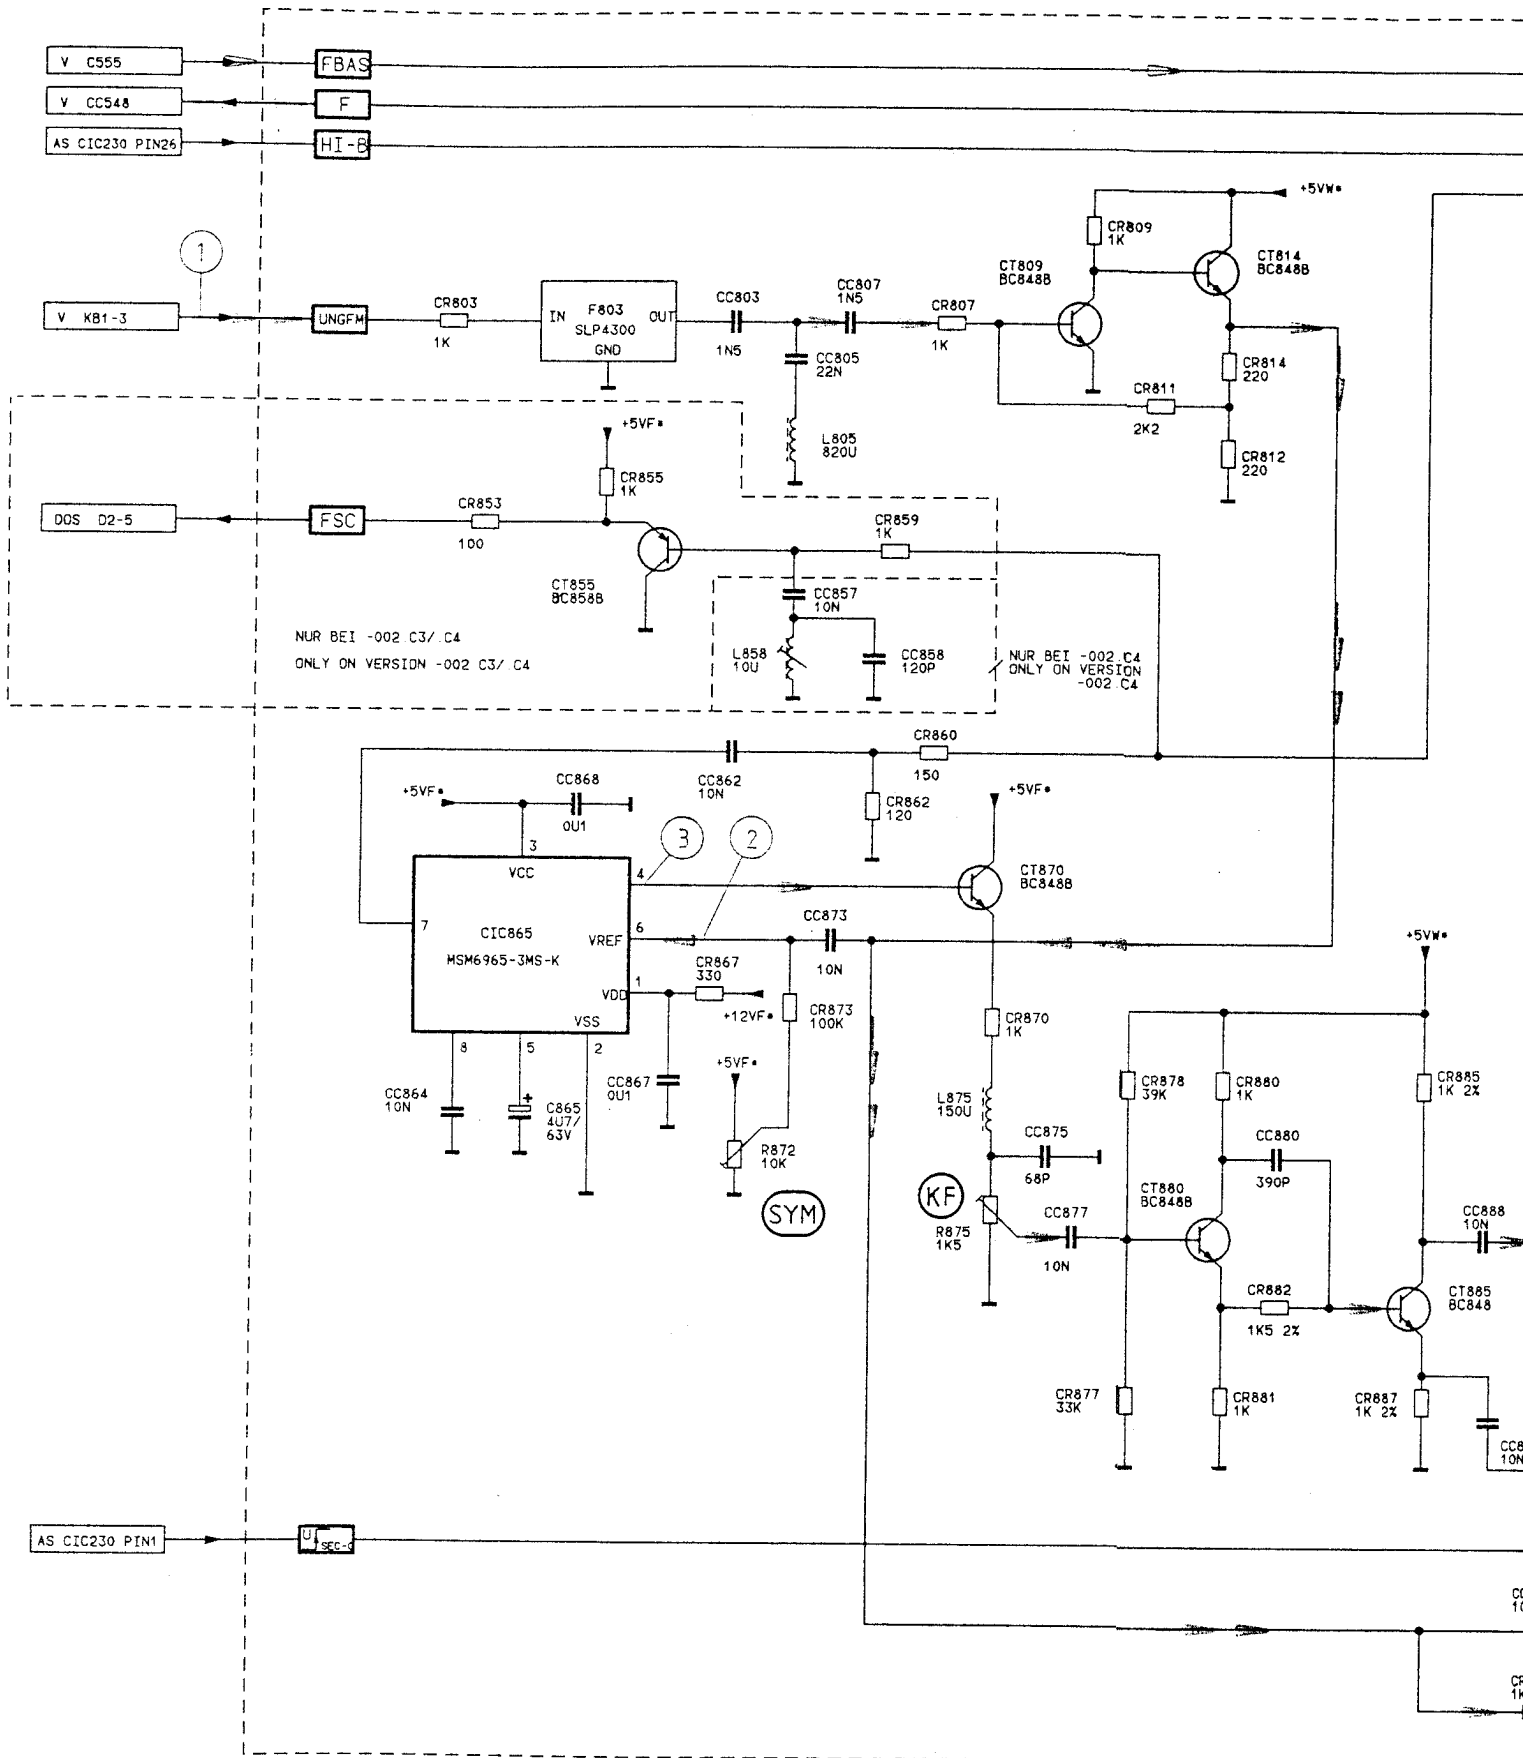 V C555
FBAS
V CC548
F
AS CIC230 PIN26
HI-B
+5VW*
CR809
1K
CT814
BC848B
CT809
BC848B
1
V KB1-3
UNGFM
CR803
1K
IN
F803
OUT
SLP4300
GND
CC803
1N5
CC807
1N5
CR807
1K
CC805
22N
L805
820U
CR811
2K2
CR814
220
CR812
220
+5VF*
CR855
1K
DOS D2-5
FSC
CR853
100
CT855
BC858B
CR859
1K
CC857
10N
L858
10U
CC858
120P
NUR BEI -002.C3/.C4
ONLY ON VERSION -002 C3/.C4
NUR BEI -002.C4
ONLY ON VERSION
-002.C4
CR860
150
CC862
10N
CR862
120
+5VF*
CC868
0U1
3
VCC
3
2
+5VF*
CT870
BC848B
4
7
CIC865
MSM6965-3MS-K
VREF
6
CC873
10N
VDD
1
CR867
330
+12VF*
CR873
100K
VSS
8
5
2
CC864
10N
C865
4U7/
63V
+
CC867
0U1
+5VF*
R872
10K
SYM
CR870
1K
L875
150U
CC875
68P
KF
R875
1K5
CC877
10N
+5VW*
CR878
39K
CR880
1K
CR885
1K 2%
CC880
390P
CT880
BC848B
CC888
10N
CR882
1K5 2%
CT885
BC848
CR877
33K
CR881
1K
CR887
1K 2%
CC8
10N
AS CIC230 PIN1
U
SEC-
1K